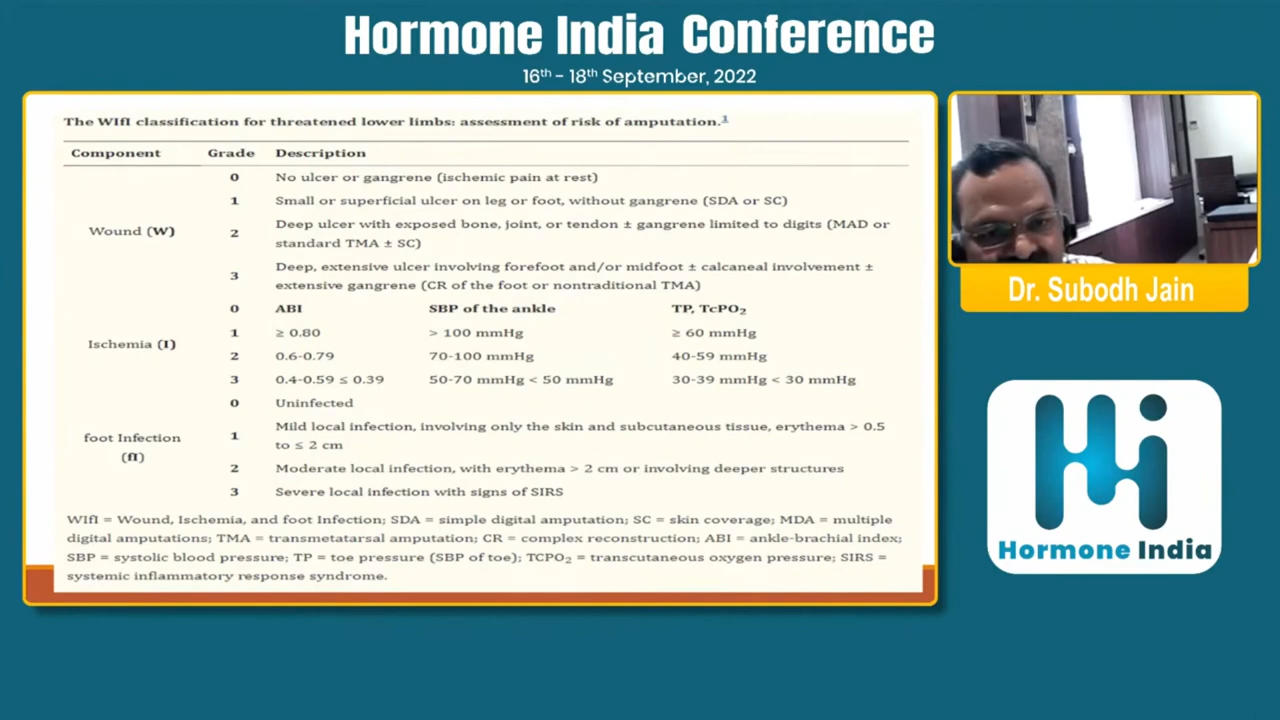 Hormone India Conference
16th - 18th September, 2022
The WIfI classification for threatened lower limbs: assessment of risk of amputation.1
Component Grade Description
0 No ulcer or gangrene (ischemic pain at rest)
1 Small or superficial ulcer on leg or foot, without gangrene (SDA or SC)
Wound (W)
2 Deep ulcer with exposed bone, joint, or tendon ± gangrene limited to digits (MAD or
standard TMA ± SC)
3 Deep, extensive ulcer involving forefoot and/or midfoot ± calcaneal involvement ±
extensive gangrene (CR of the foot or nontraditional TMA)
0 ABI SBP of the ankle TP, TcPO2
1 ≥ 0.80 > 100 mmHg ≥ 60 mmHg
Ischemia (I)
2 0.6-0.79 70-100 mmHg 40-59 mmHg
3 0.4-0.59 ≤ 0.39 50-70 mmHg < 50 mmHg 30-39 mmHg < 30 mmHg
0 Uninfected
foot Infection
(fI)
1 Mild local infection, involving only the skin and subcutaneous tissue, erythema > 0.5
to ≤ 2 cm
2 Moderate local infection, with erythema > 2 cm or involving deeper structures
3 Severe local infection with signs of SIRS
WIfI = Wound, Ischemia, and foot Infection; SDA = simple digital amputation; SC = skin coverage; MDA = multiple
digital amputations; TMA = transmetatarsal amputation; CR = complex reconstruction; ABI = ankle-brachial index;
SBP = systolic blood pressure; TP = toe pressure (SBP of toe); TCPO2 = transcutaneous oxygen pressure; SIRS =
systemic inflammatory response syndrome.
Dr. Subodh Jain
Hi
Hormone India